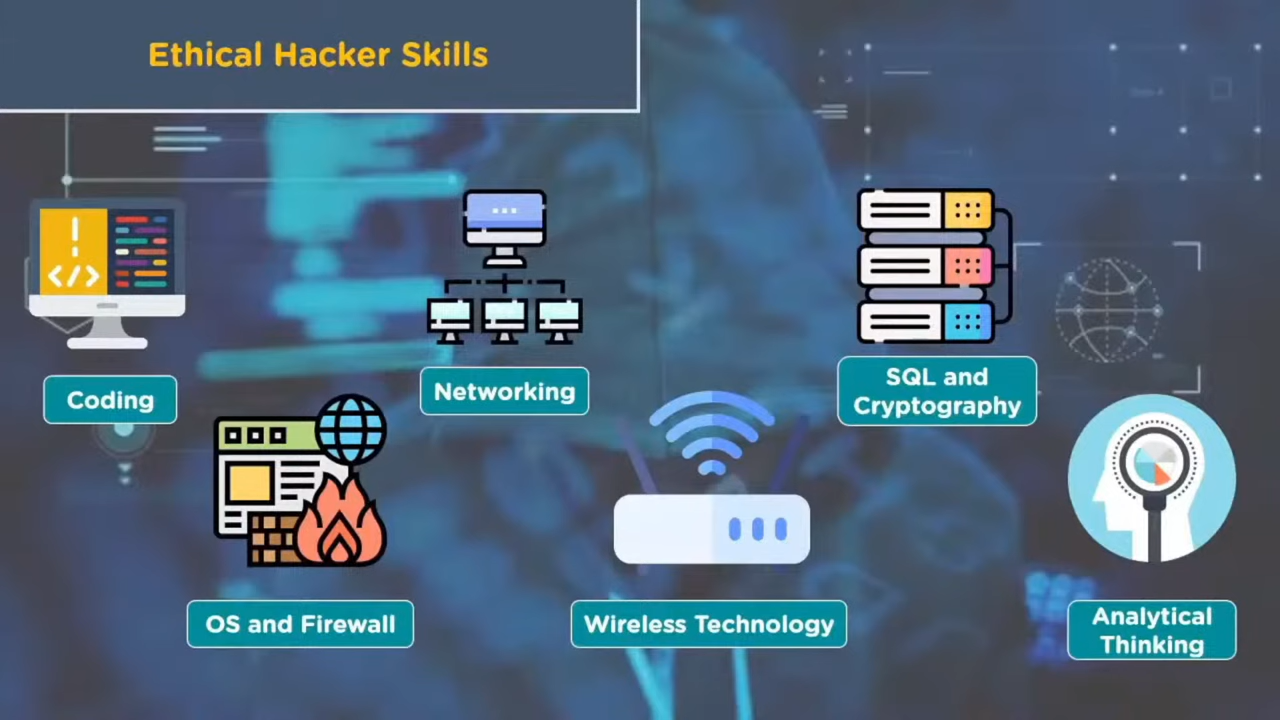 Ethical Hacker Skills
Coding
Networking
SQL and
Cryptography
OS and Firewall
Wireless Technology
Analytical
Thinking